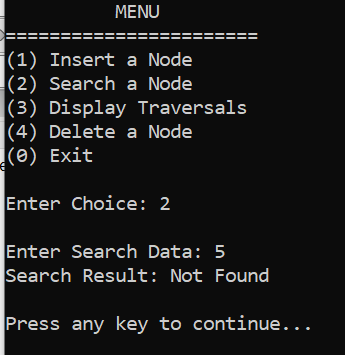 MENU
=======================
(1) Insert a Node
(2) Search a Node
(3) Display Traversals
(4) Delete a Node
(0) Exit
Enter Choice: 2
Enter Search Data: 5
Search Result: Not Found
Press any key to continue...